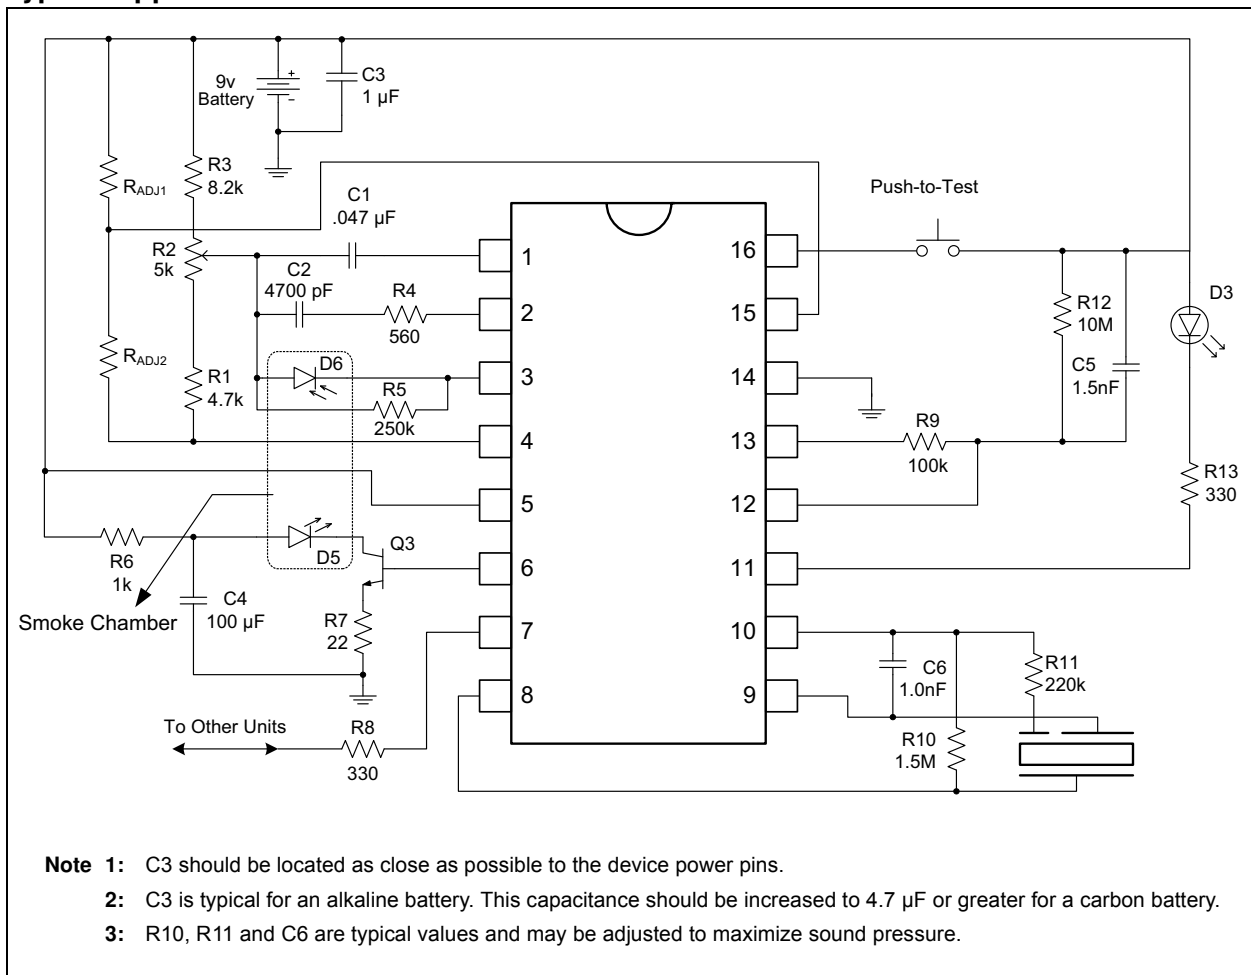 9v
Battery
+
−
C3
1 µF
RADJ1
R3
8.2k
C1
.047 µF
Push-to-Test
R2
5k
C2
4700 pF
R4
560
RADJ2
R1
4.7k
D6
R5
250k
D5
R6
1k
Q3
C4
100 µF
R7
22
Smoke Chamber
To Other Units
R8
330
1
2
3
4
5
6
7
8
16
15
14
13
12
11
10
9
R12
10M
C5
1.5nF
D3
R9
100k
R13
330
C6
1.0nF
R11
220k
R10
1.5M
Note 1: C3 should be located as close as possible to the device power pins.
2: C3 is typical for an alkaline battery. This capacitance should be increased to 4.7 µF or greater for a carbon battery.
3: R10, R11 and C6 are typical values and may be adjusted to maximize sound pressure.